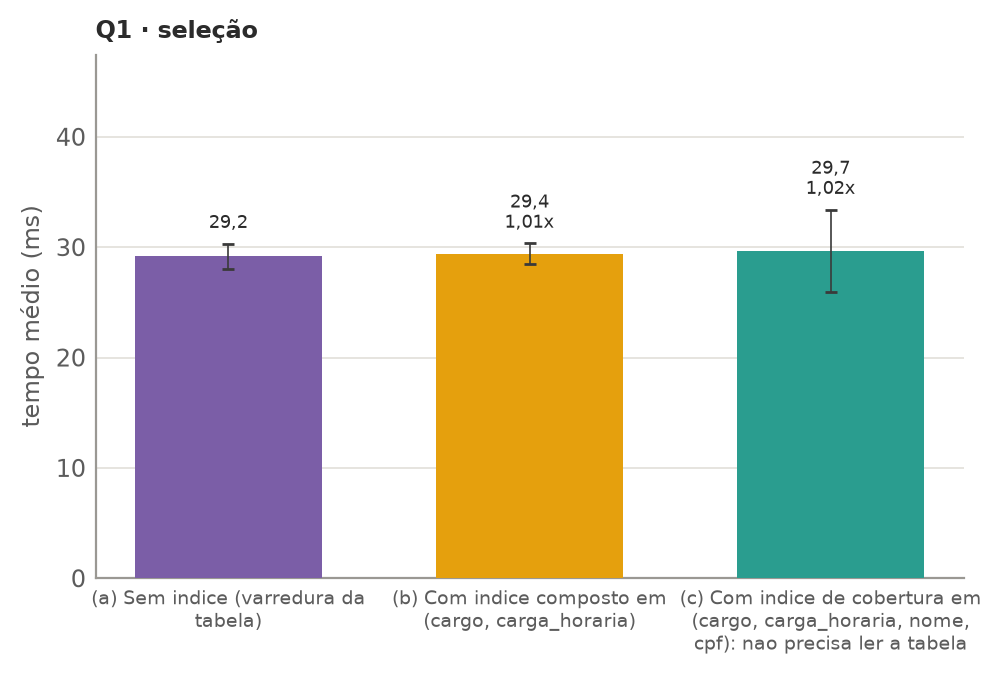 Q1 · seleção
tempo médio (ms)
40
30
20
10
0
29,2
29,4
1,01x
29,7
1,02x
(a) Sem indice (varredura da
tabela)
(b) Com indice composto em
(cargo, carga_horaria)
(c) Com indice de cobertura em
(cargo, carga_horaria, nome,
cpf): nao precisa ler a tabela